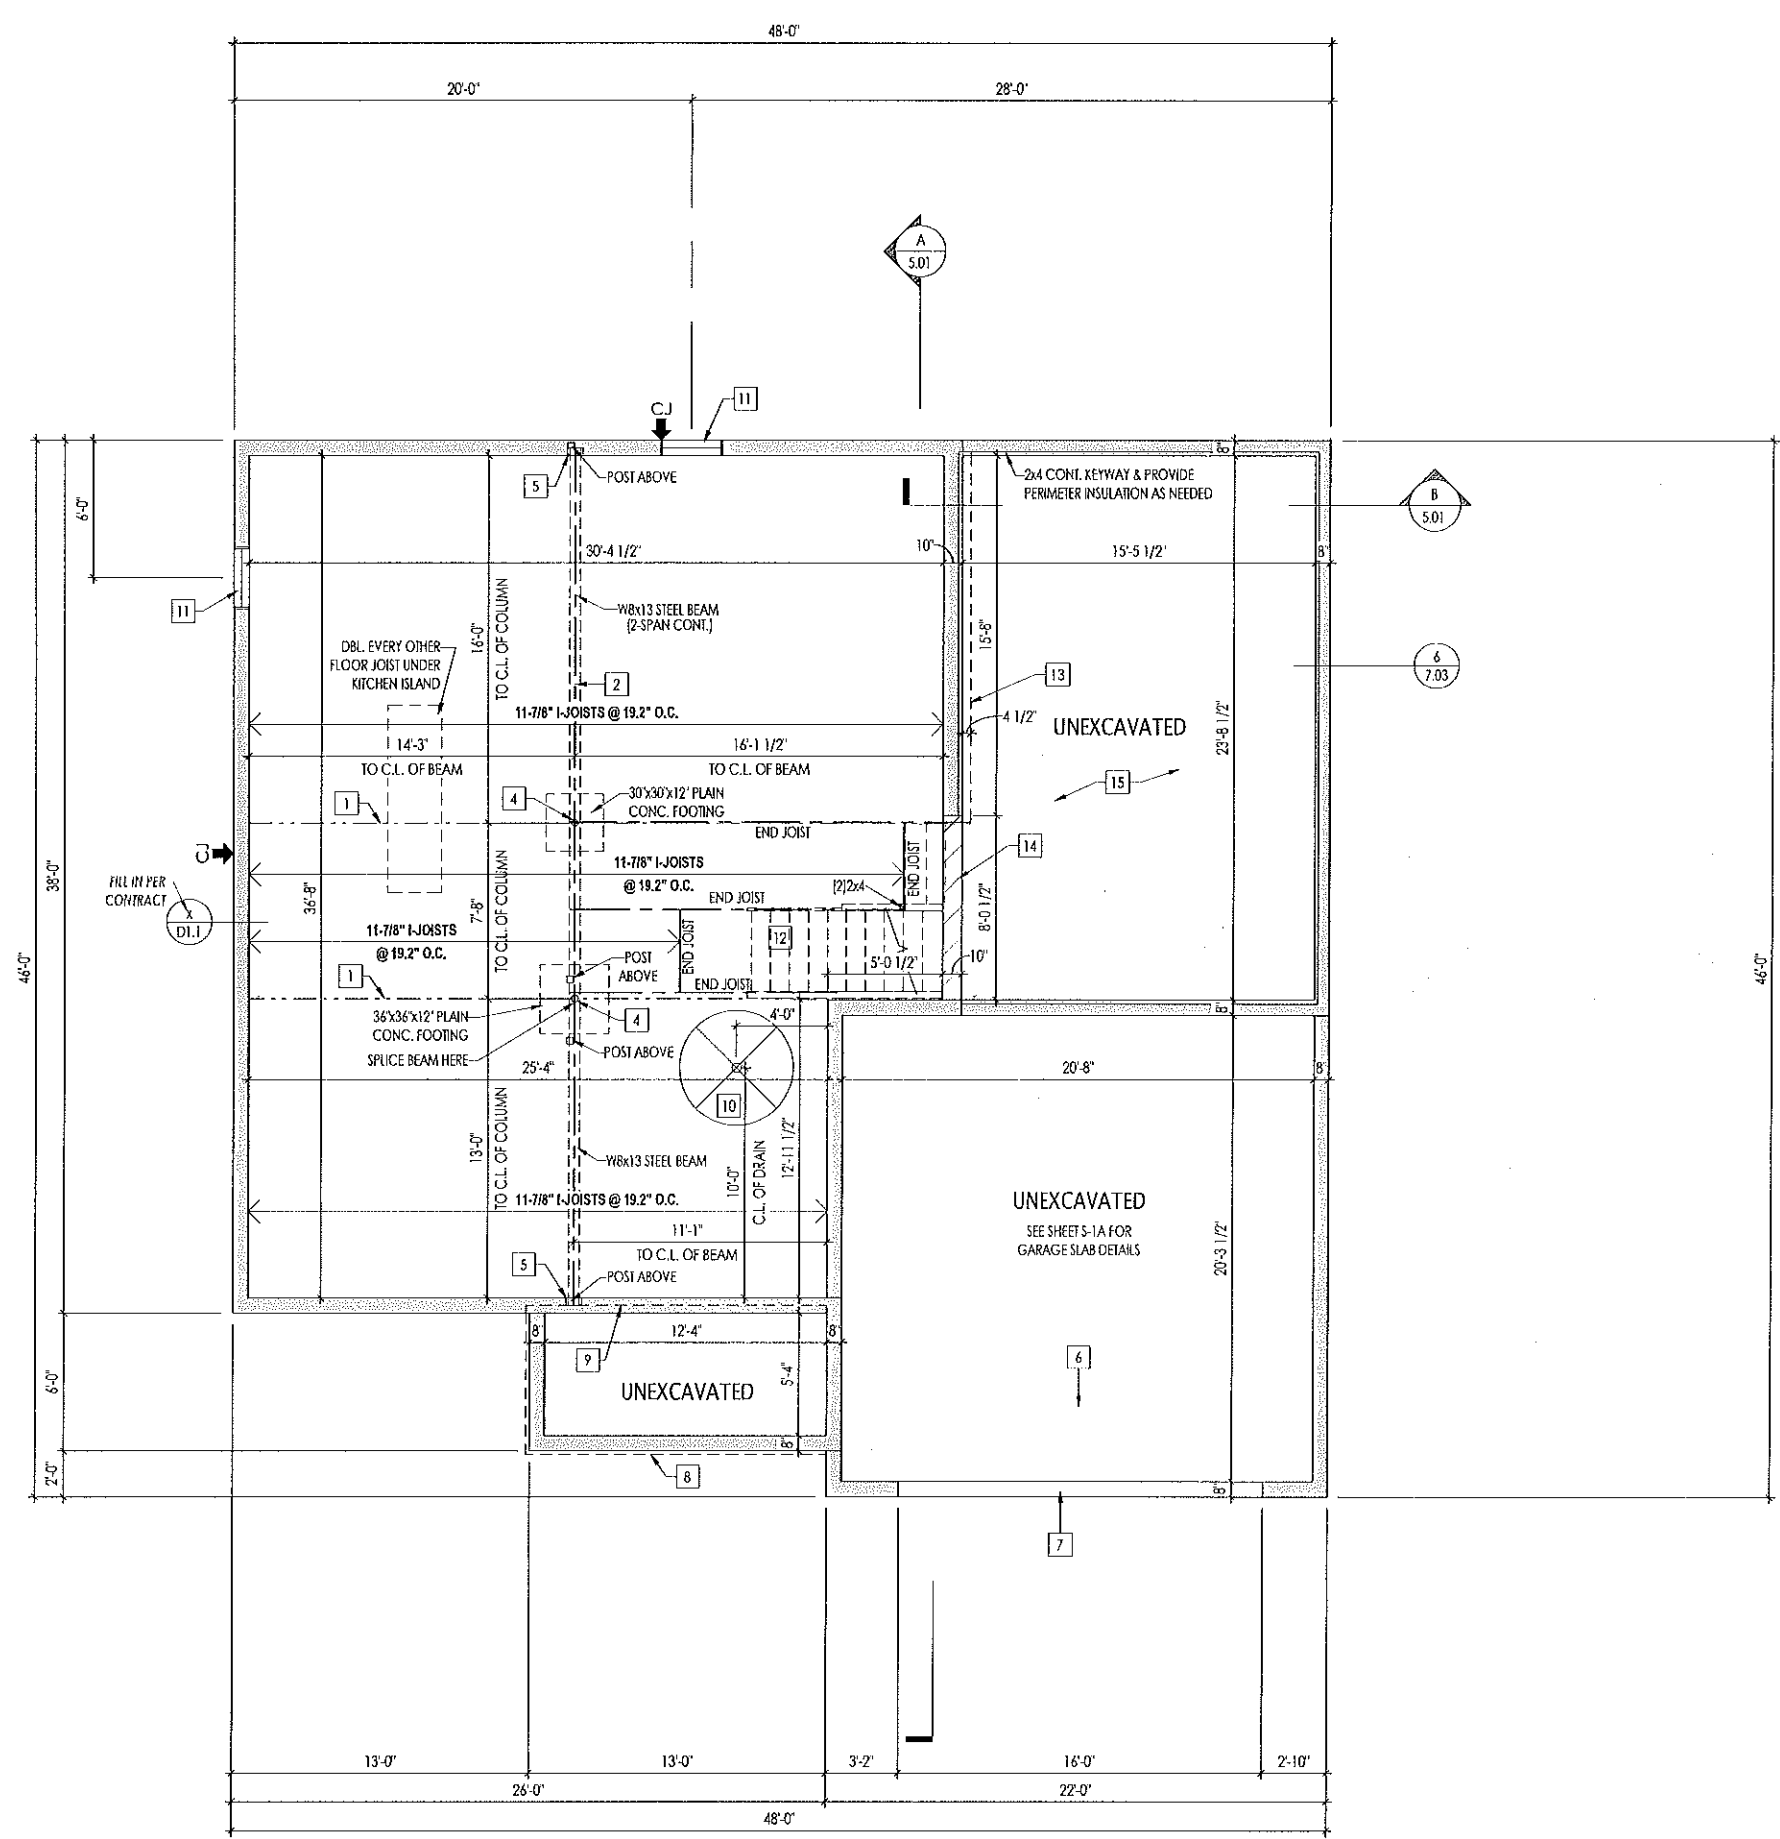 48'-0"
20'-0"
28'-0"
A
5.01
11
CJ
5
POST ABOVE
8"
2x4 CONT. KEYWAY & PROVIDE
PERIMETER INSULATION AS NEEDED
B
5.01
6'-0"
30'-4 1/2"
10"
15'-5 1/2"
8"
11
W8x13 STEEL BEAM
(2-SPAN CONT.)
16'-0"
TO C.L. OF COLUMN
15'-8"
DBL. EVERY OTHER
FLOOR JOIST UNDER
KITCHEN ISLAND
6
7.03
2
13
11-7/8" I-JOISTS @ 19.2" O.C.
4 1/2"
UNEXCAVATED
23'-8 1/2"
14'-3"
TO C.L. OF BEAM
16'-1 1/2"
TO C.L. OF BEAM
15
1
4
30"x30"x12" PLAIN
CONC. FOOTING
END JOIST
14
CJ
11-7/8" I-JOISTS
@ 19.2" O.C.
END JOIST
38'-0"
36'-8"
7'-8"
TO C.L. OF COLUMN
FILL IN PER
CONTRACT
X
D1.1
(2)2x4
END JOIST
8'-0 1/2"
11-7/8" I-JOISTS
@ 19.2" O.C.
END JOIST
12
5'-0 1/2"
10"
46'-0"
46'-0"
1
POST
ABOVE
END JOIST
36"x36"x12" PLAIN
CONC. FOOTING
4
4'-0"
8"
SPLICE BEAM HERE
POST ABOVE
25'-4"
20'-8"
8"
10
13'-0"
TO C.L. OF COLUMN
W8x13 STEEL BEAM
10'-0"
C.L. OF DRAIN
12'-11 1/2"
11-7/8" I-JOISTS @ 19.2" O.C.
UNEXCAVATED
SEE SHEET S-1A FOR
GARAGE SLAB DETAILS
20'-3 1/2"
11'-1"
TO C.L. OF BEAM
5
POST ABOVE
8"
12'-4"
8"
9
6
6'-0"
UNEXCAVATED
5'-4"
8"
8
2'-0"
8"
7
13'-0"
13'-0"
3'-2"
16'-0"
2'-10"
26'-0"
22'-0"
48'-0"